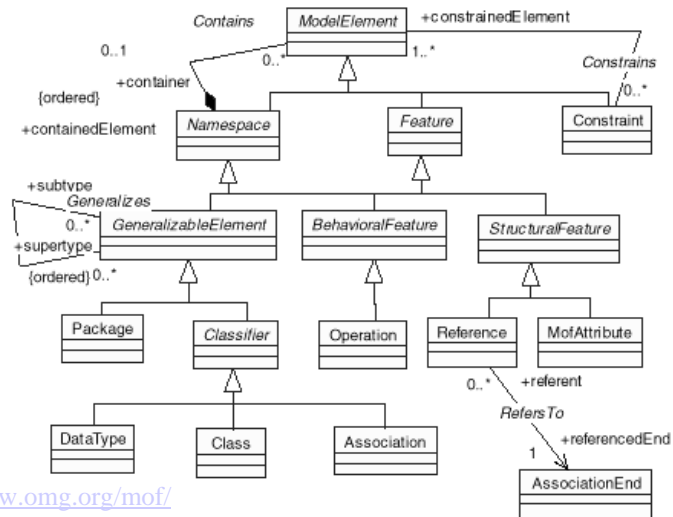 Contains
ModelElement
+constrainedElement
0..1
0..*
1..*
Constrains
+container
0..*
{ordered}
+containedElement
Namespace
Feature
Constraint
+subtype
Generalizes
0..*
GeneralizableElement
BehavioralFeature
StructuralFeature
+supertype
{ordered}
0..*
Package
Classifier
Operation
Reference
MofAttribute
0..*
+referent
RefersTo
DataType
Class
Association
+referencedEnd
1
AssociationEnd
w.omg.org/mof/